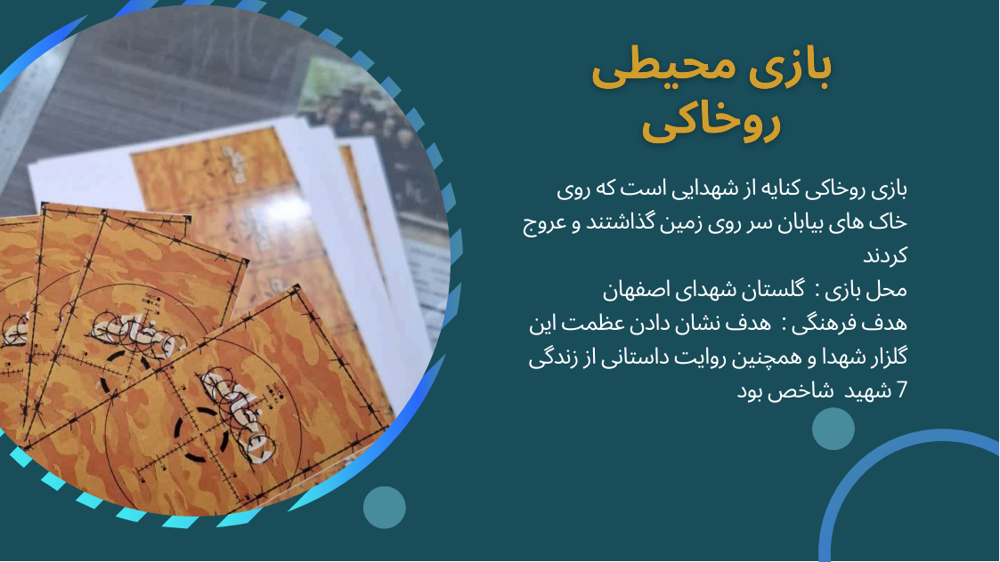 بازی محیطی
روخاکی
بازی روخاکی کنایه از شهدایی است که روی
خاک های بیابان سر روی زمین گذاشتند و عروج
کردند
محل بازی : گلستان شهدای اصفهان
هدف فرهنگی : هدف نشان دادن عظمت این
گلزار شهدا و همچنین روایت داستانی از زندگی
7 شهید شاخص بود
روخاکی
روخاکی